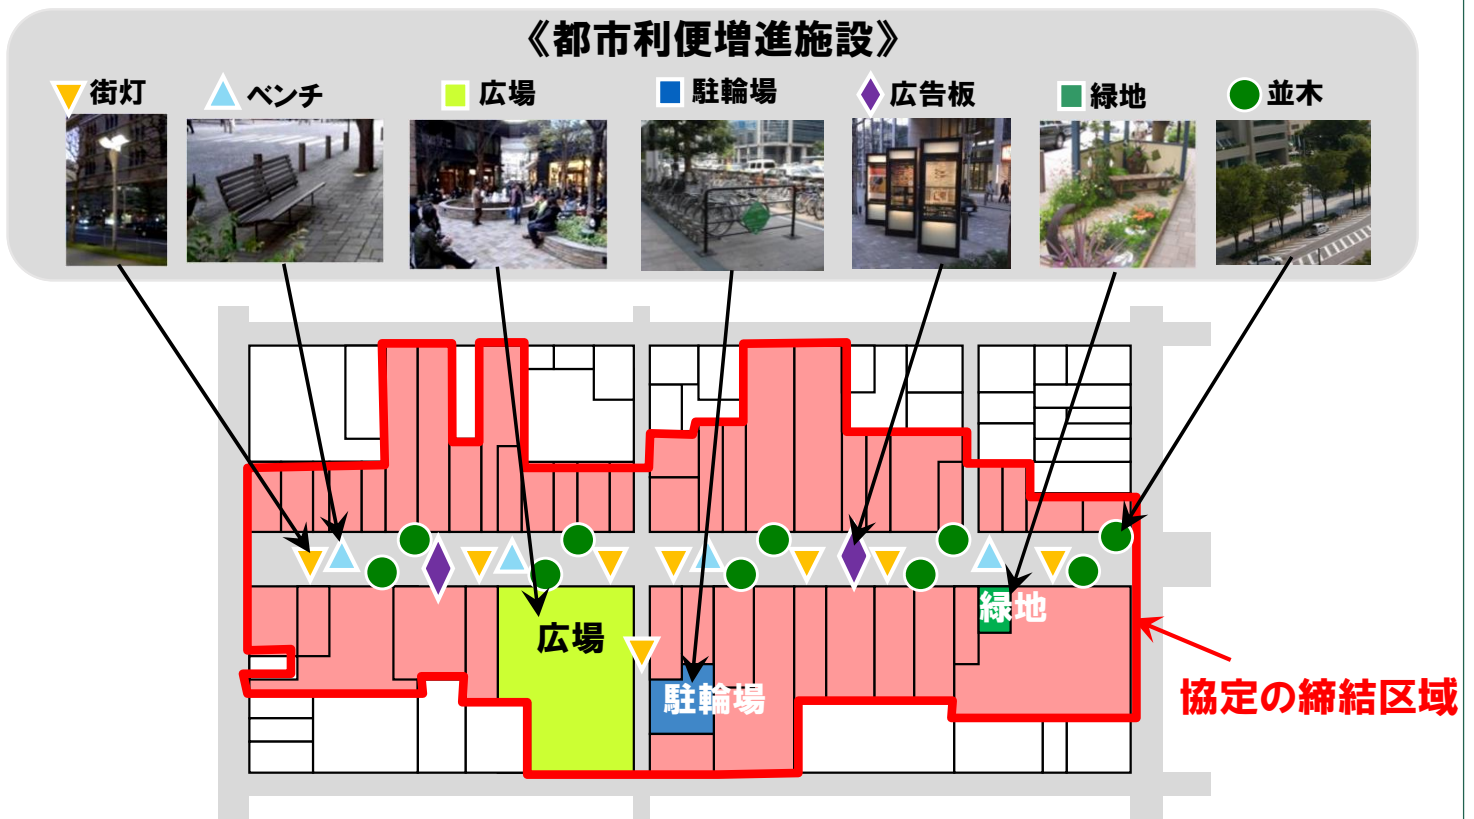 《都市利便増進施設》
街灯
ベンチ
広場
駐輪場
広告板
緑地
並木
緑地
広場
駐輪場
協定の締結区域